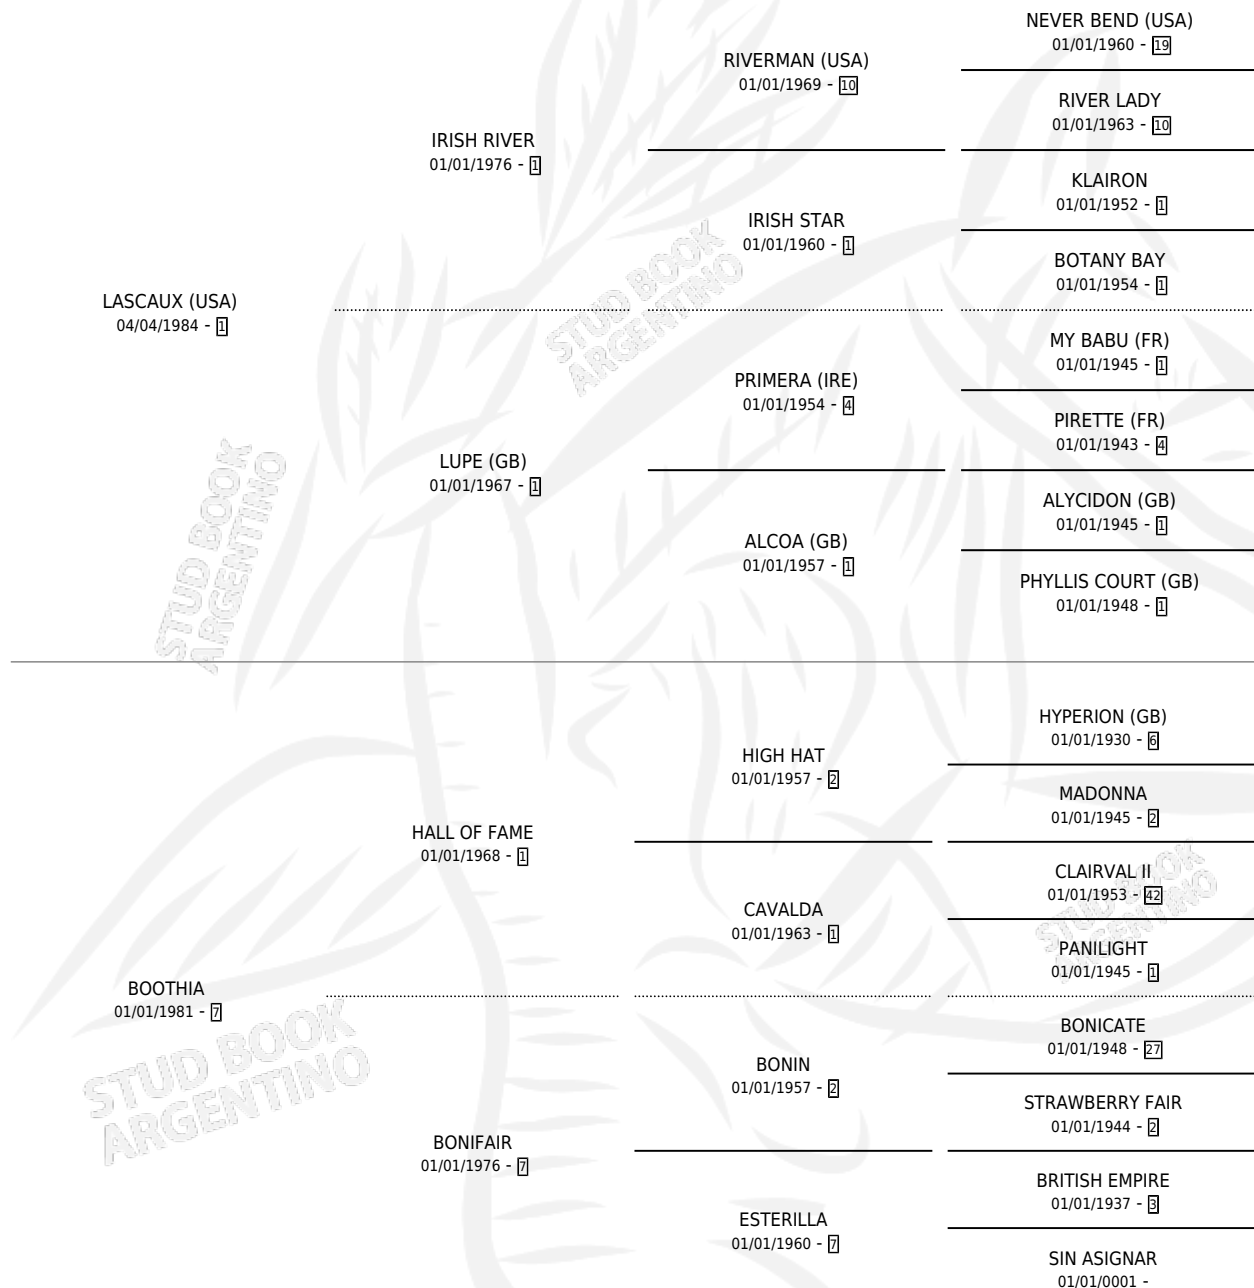 NEVER BEND (USA)
01/01/1960 - 19
RIVERMAN (USA)
01/01/1969 - 10
RIVER LADY
01/01/1963 - 10
IRISH RIVER
01/01/1976 - 1
KLAIRON
01/01/1952 - 1
IRISH STAR
01/01/1960 - 1
BOTANY BAY
01/01/1954 - 1
LASCAUX (USA)
04/04/1984 - 1
MY BABU (FR)
01/01/1945 - 1
PRIMERA (IRE)
01/01/1954 - 4
PIRETTE (FR)
01/01/1943 - 4
LUPE (GB)
01/01/1967 - 1
ALYCIDON (GB)
01/01/1945 - 1
ALCOA (GB)
01/01/1957 - 1
PHYLLIS COURT (GB)
01/01/1948 - 1
STUD BOOK
ARGENTINO
STUD BOOK
ARGENTINO
HYPERION (GB)
01/01/1930 - 6
HIGH HAT
01/01/1957 - 2
MADONNA
01/01/1945 - 2
HALL OF FAME
01/01/1968 - 1
CLAIRVAL II
01/01/1953 - 42
CAVALDA
01/01/1963 - 1
PANILIGHT
01/01/1945 - 1
STUD BOOK
ARGENTINO
BOOTHIA
01/01/1981 - 7
BONICATE
01/01/1948 - 27
BONIN
01/01/1957 - 2
STRAWBERRY FAIR
01/01/1944 - 2
STUD BOOK
ARGENTINO
BONIFAIR
01/01/1976 - 7
BRITISH EMPIRE
01/01/1937 - 3
ESTERILLA
01/01/1960 - 7
SIN ASIGNAR
01/01/0001 -